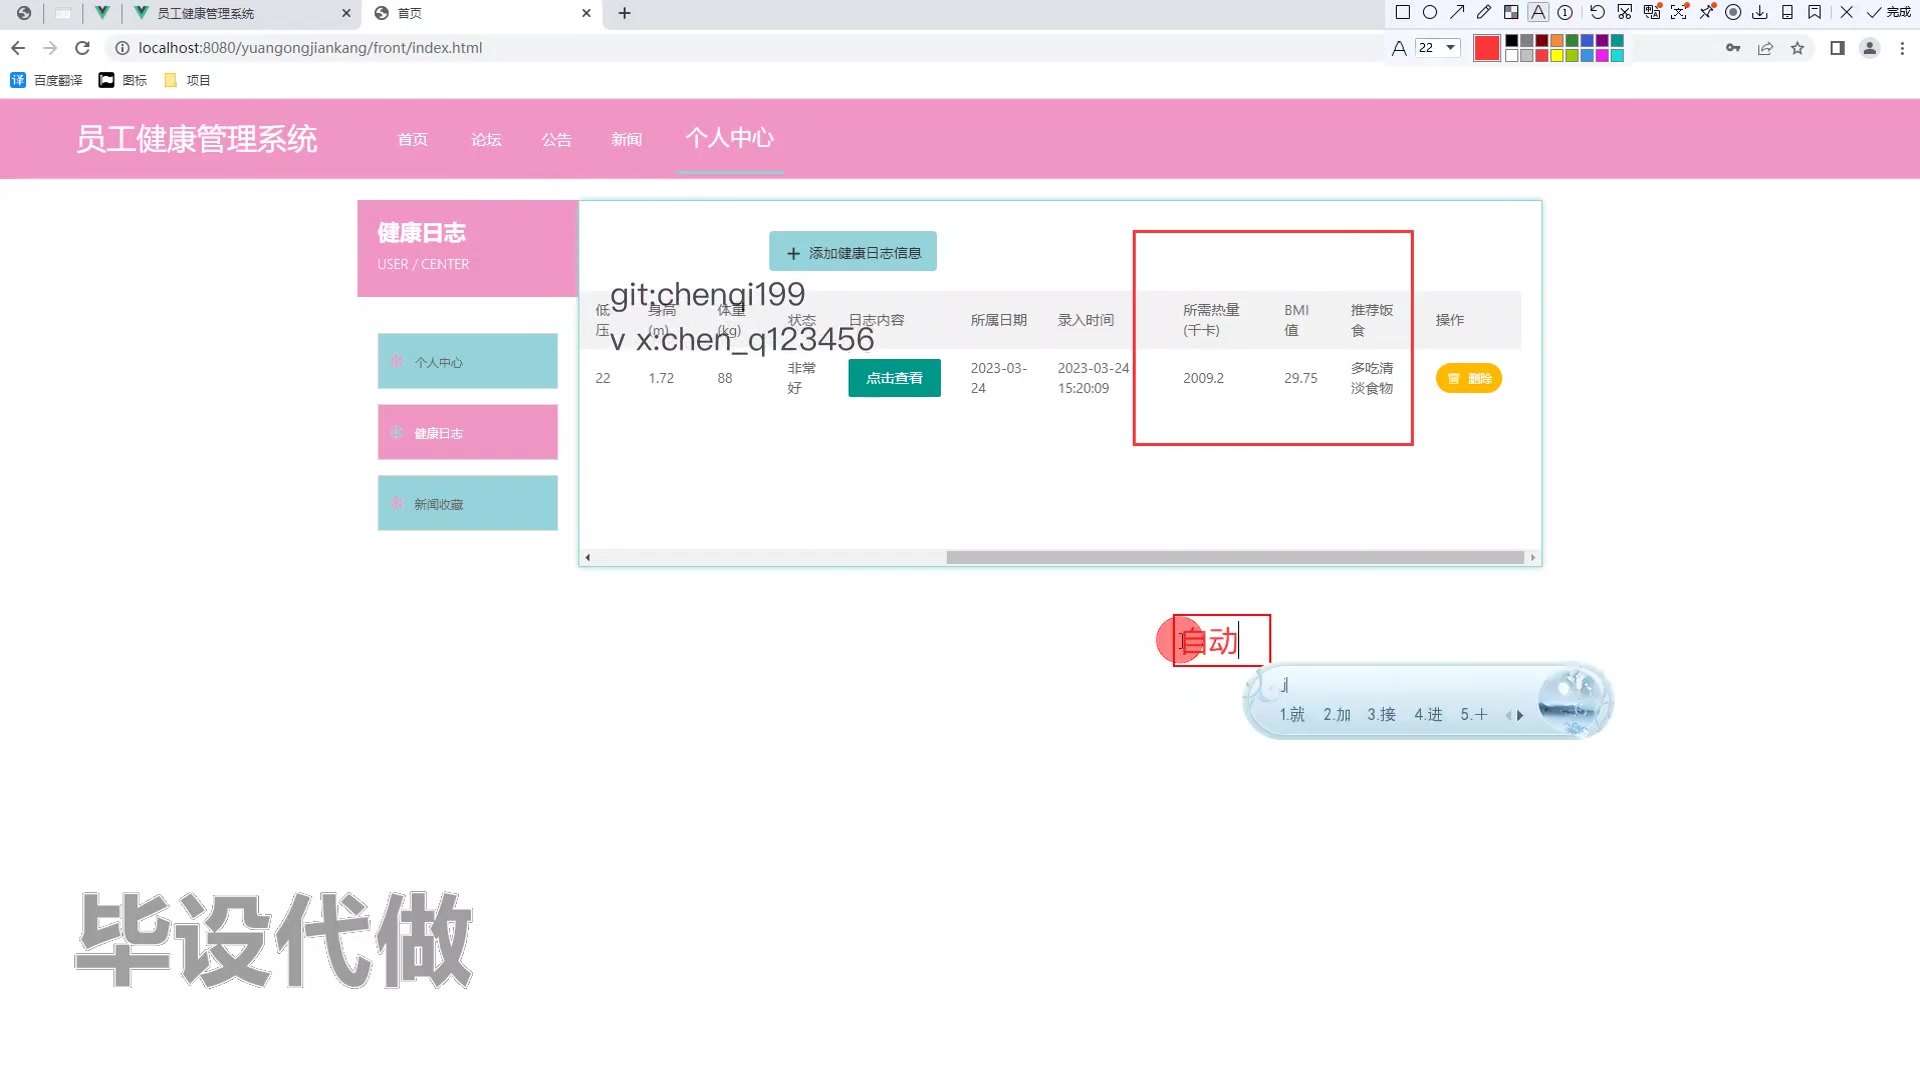 员工健康管理系统
首页
完成
localhost:8080/yuangongjiankang/front/index.html
A 22
百度翻译
图标
项目
员工健康管理系统
首页
论坛
公告
新闻
个人中心
健康日志
USER / CENTER
添加健康日志信息
git:chenqi199
v x:chen_q123456
低压
身高(m)
体重(kg)
状态
日志内容
所属日期
录入时间
所需热量(千卡)
BMI值
推荐饭食
操作
22
1.72
88
非常好
点击查看
2023-03-24
2023-03-24 15:20:09
2009.2
29.75
多吃清淡食物
删除
个人中心
健康日志
新闻收藏
自动
j
1.就 2.加 3.接 4.进 5.十
毕设代做